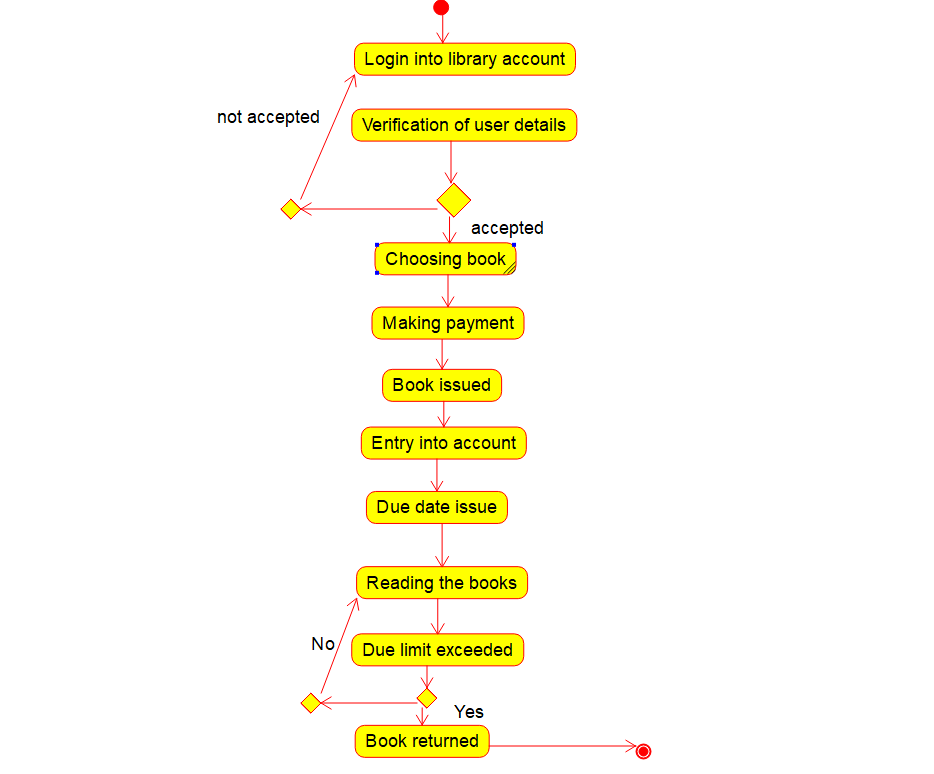 Login into library account
not accepted
Verification of user details
accepted
Choosing book
Making payment
Book issued
Entry into account
Due date issue
Reading the books
No
Due limit exceeded
Yes
Book returned